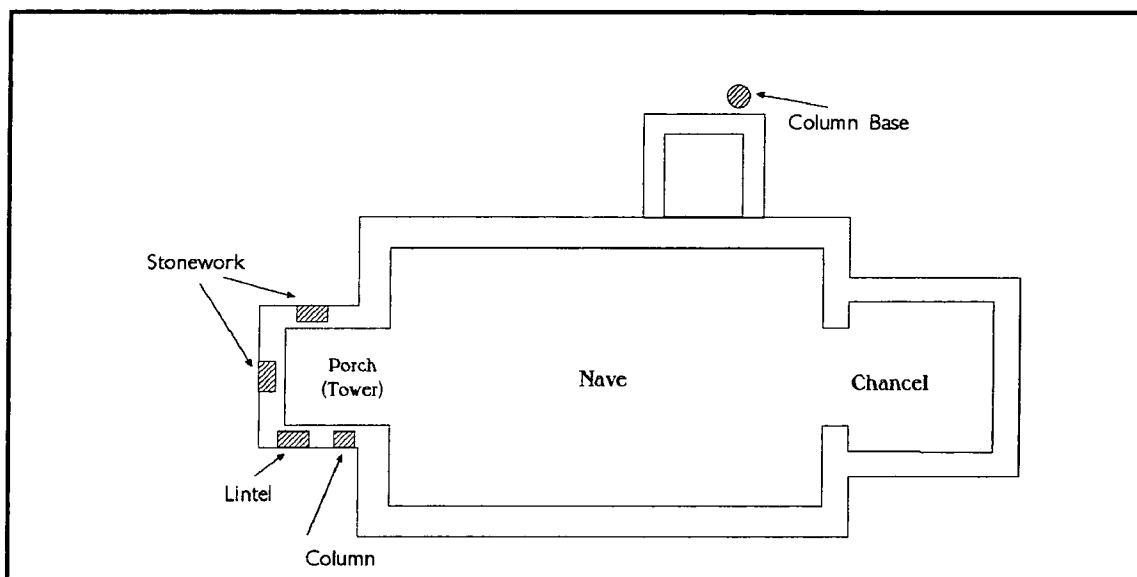 Column Base
Stonework
Porch
(Tower)
Nave
Chancel
Lintel
Column